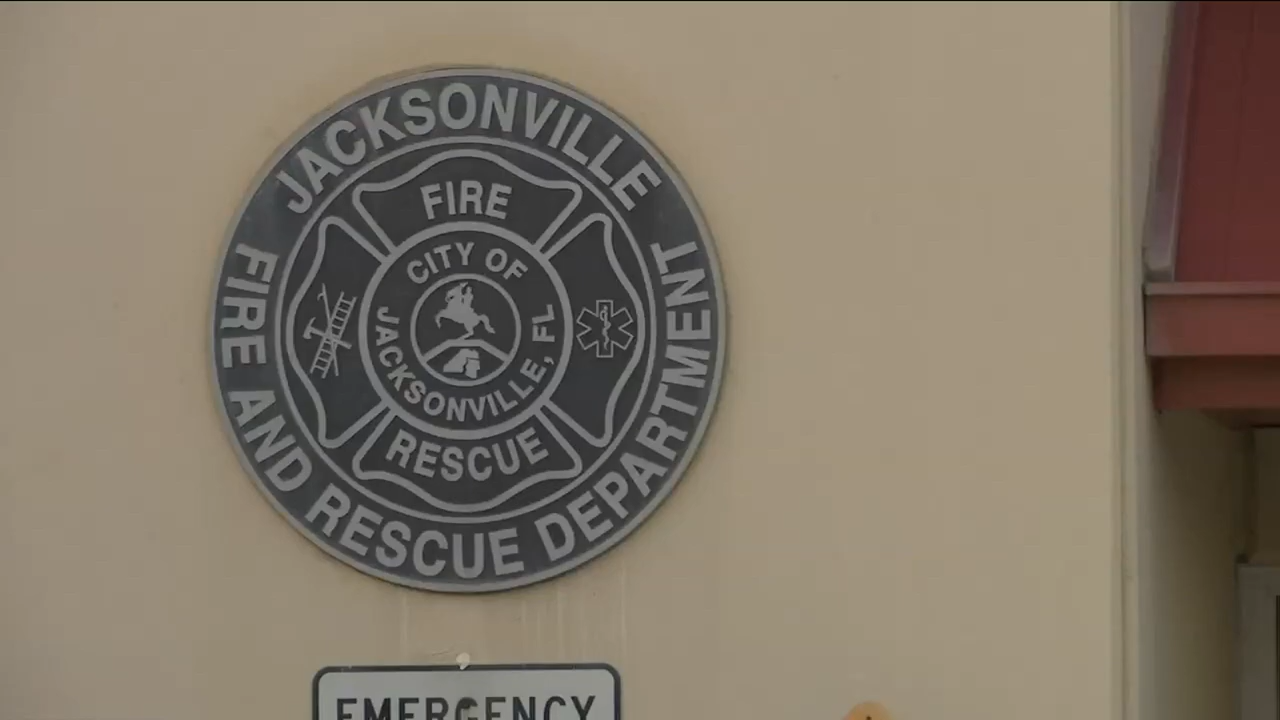 JACKSONVILLE
FIRE AND RESCUE DEPARTMENT
FIRE
CITY OF
JACKSONVILLE, FL
RESCUE
EMERGENCY